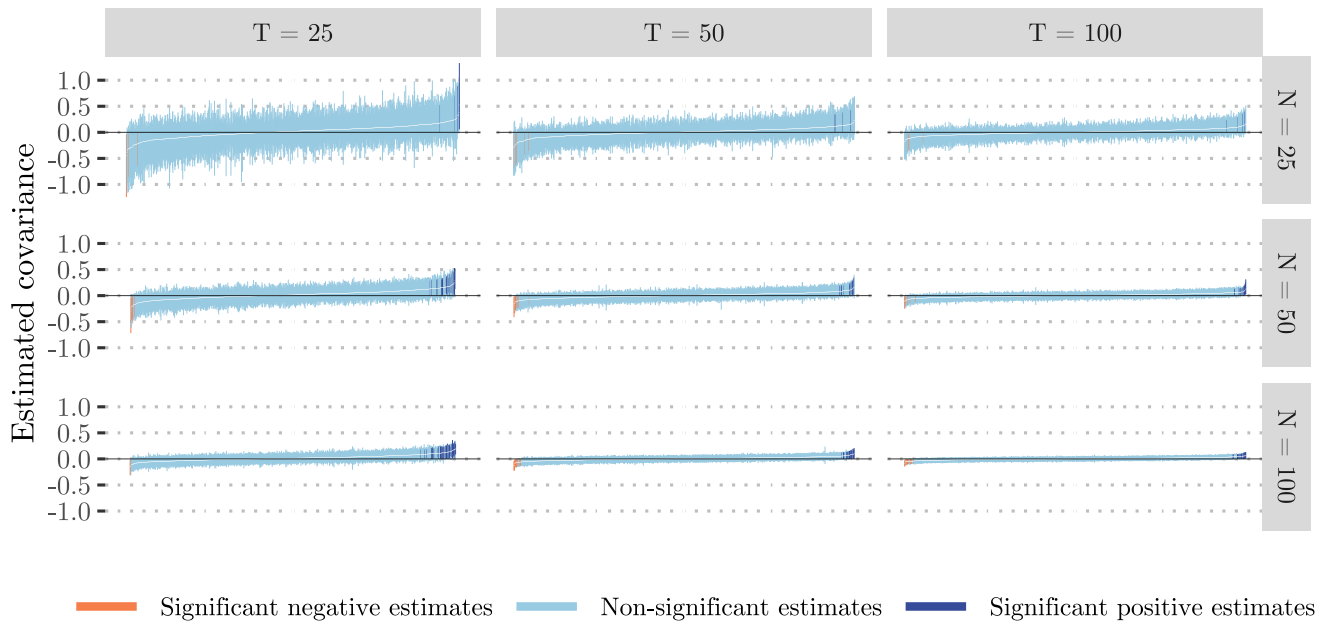 T = 25
T = 50
T = 100
Estimated covariance
1.0
0.5
0.0
-0.5
-1.0
N = 25
1.0
0.5
0.0
-0.5
-1.0
N = 50
1.0
0.5
0.0
-0.5
-1.0
N = 100
Significant negative estimates
Non-significant estimates
Significant positive estimates